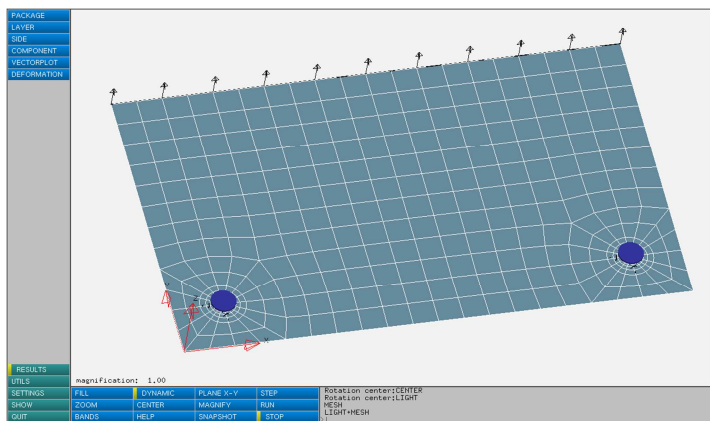 PACKAGE
LAYER
SIDE
COMPONENT
VECTORPLOT
DEFORMATION
magnification: 1.00
RESULTS
UTILS
SETTINGS
SHOW
QUIT
FILL DYNAMIC PLANE X-Y STEP
ZOOM CENTER MAGNIFY RUN
BANDS HELP SNAPSHOT STOP
Rotation center;CENTER
Rotation center;LIGHT
MESH
LIGHT+MESH